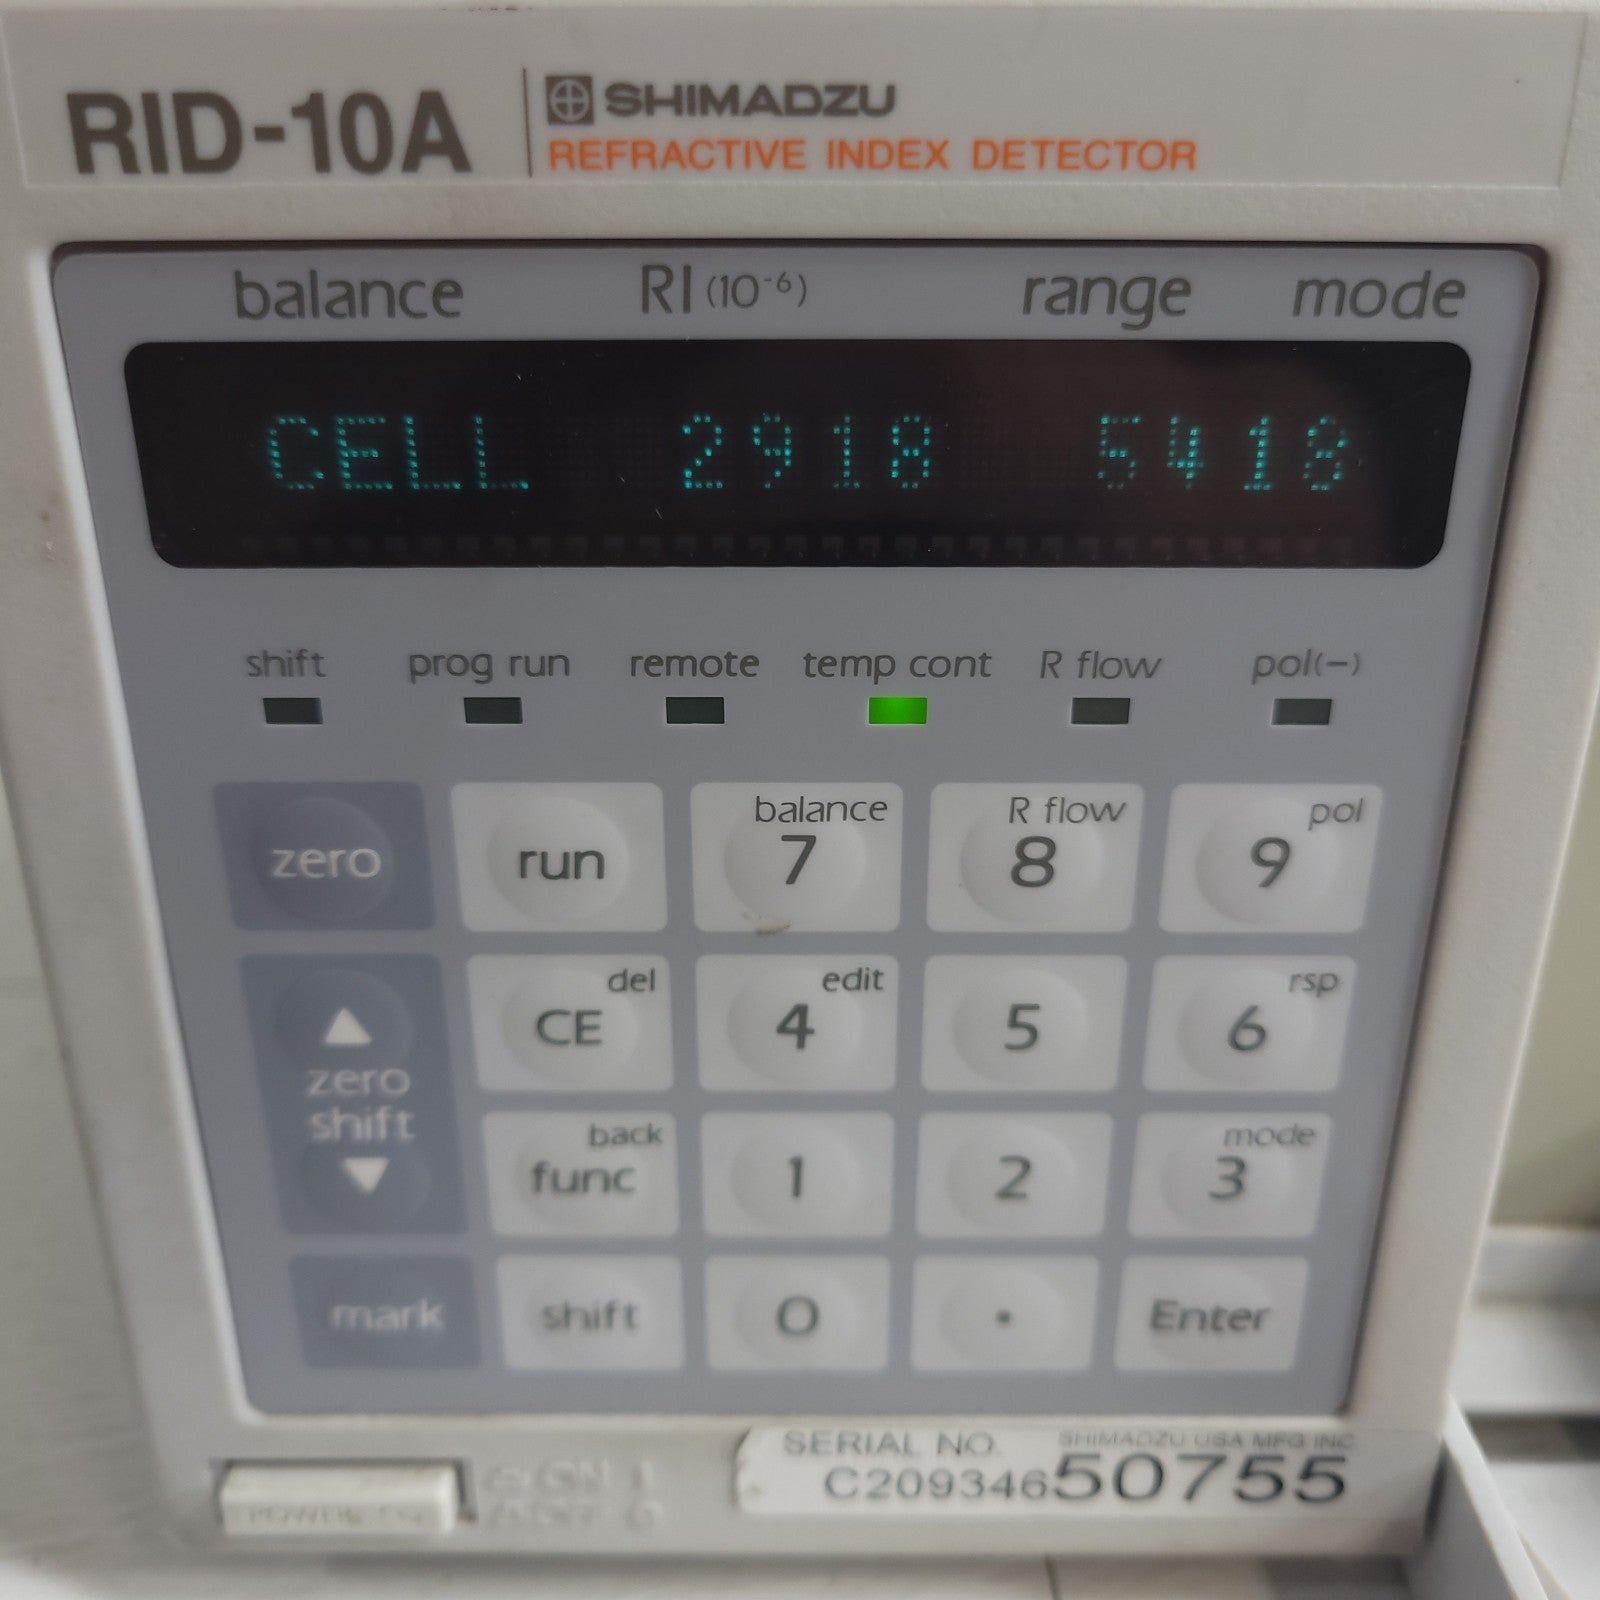 RID-10A
SHIMADZU
REFRACTIVE INDEX DETECTOR
balance RI (10⁻⁶) range mode
CELL 2918 5418
shift prog run remote temp cont R flow pol(−)
zero
run
balance
7
R flow
8
pol
9
zero
shift
del
CE
edit
4
5
rsp
6
back
func
1
2
mode
3
mark
shift
0
.
Enter
SERIAL NO. SHIMADZU USA MFG INC
C20934650755
POWER
ON
OFF